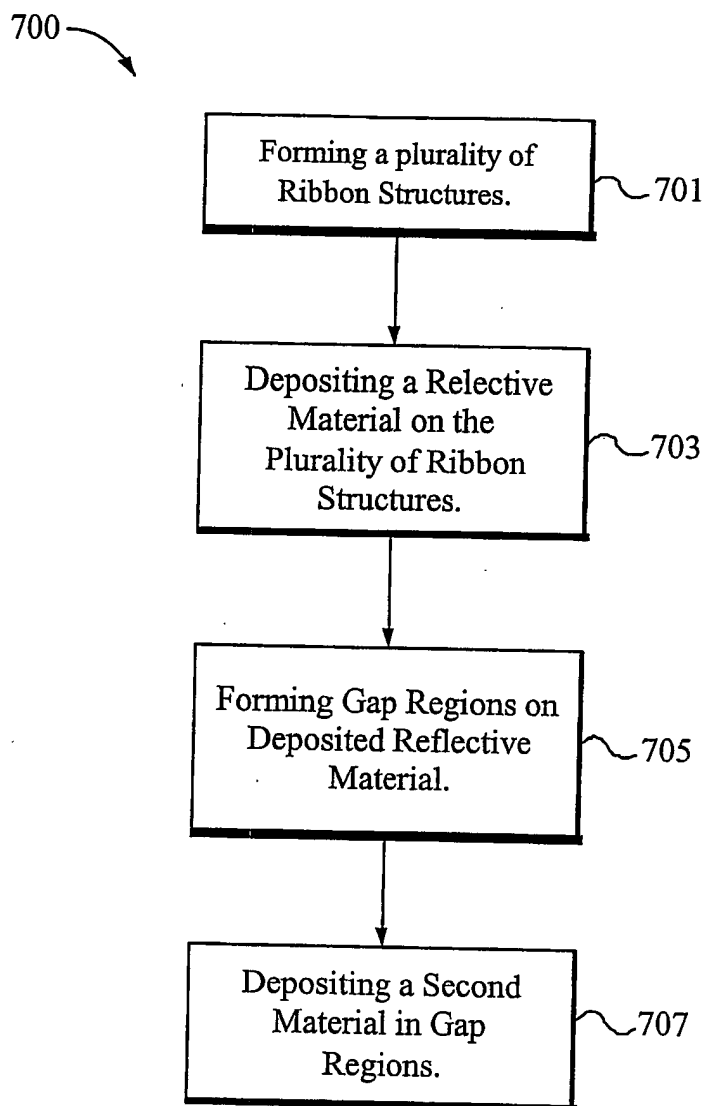 700
Forming a plurality of
Ribbon Structures.
701
Depositing a Relective
Material on the
Plurality of Ribbon
Structures.
703
Forming Gap Regions on
Deposited Reflective
Material.
705
Depositing a Second
Material in Gap
Regions.
707